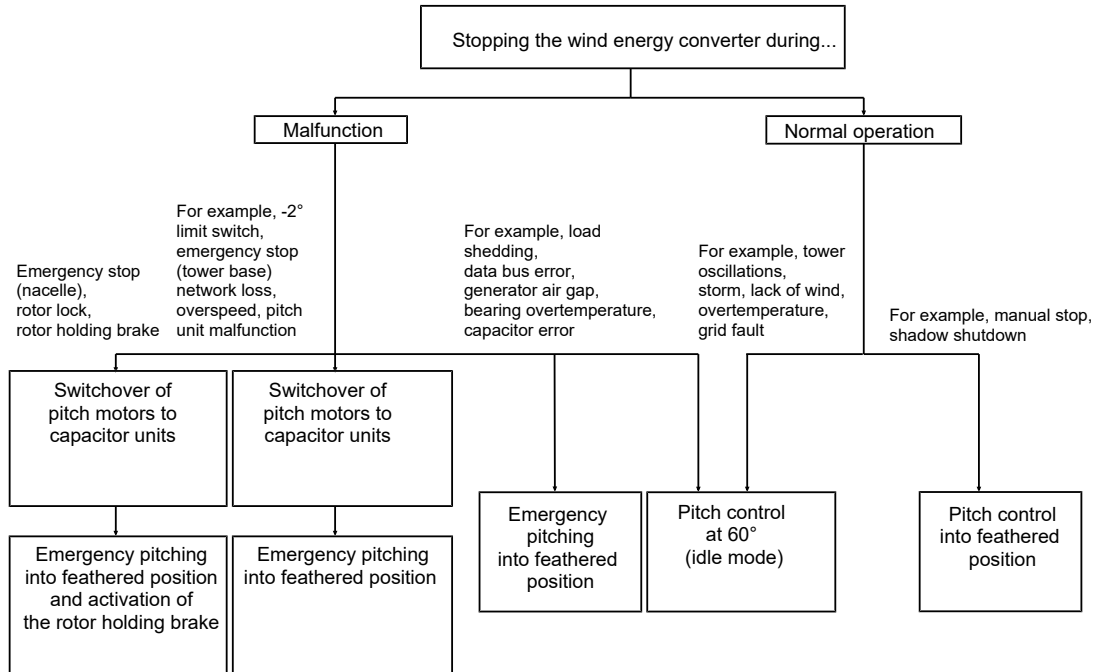 Stopping the wind energy converter during...
Malfunction
Normal operation
Emergency stop
(nacelle),
rotor lock,
rotor holding brake
For example, -2°
limit switch,
emergency stop
(tower base)
network loss,
overspeed, pitch
unit malfunction
For example, load
shedding,
data bus error,
generator air gap,
bearing overtemperature,
capacitor error
For example, tower
oscillations,
storm, lack of wind,
overtemperature,
grid fault
For example, manual stop,
shadow shutdown
Switchover of
pitch motors to
capacitor units
Switchover of
pitch motors to
capacitor units
Emergency pitching
into feathered position
and activation of
the rotor holding brake
Emergency pitching
into feathered position
Emergency
pitching
into feathered
position
Pitch control
at 60°
(idle mode)
Pitch control
into feathered
position